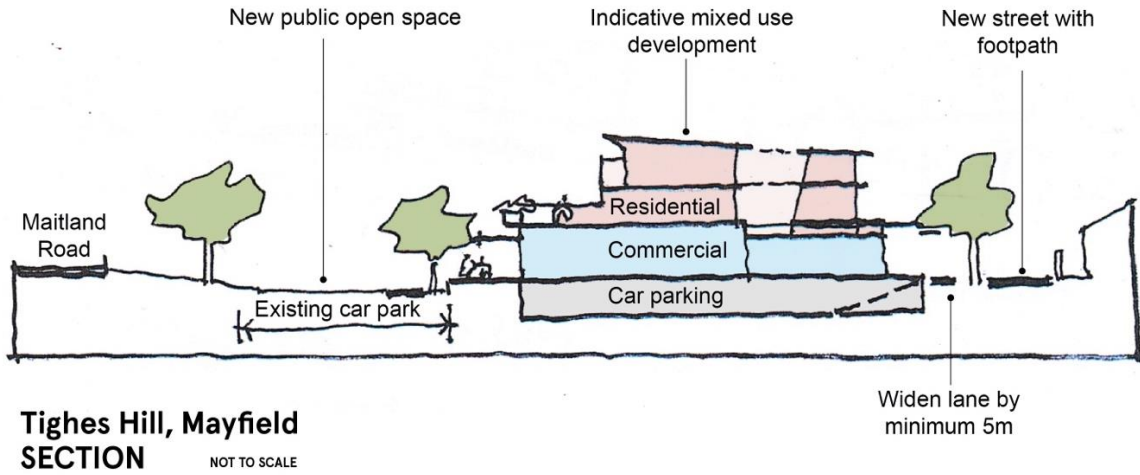 New public open space
Indicative mixed use
development
New street with
footpath
Maitland
Road
Residential
Commercial
Car parking
Existing car park
Widen lane by
minimum 5m
Tighes Hill, Mayfield
SECTION NOT TO SCALE